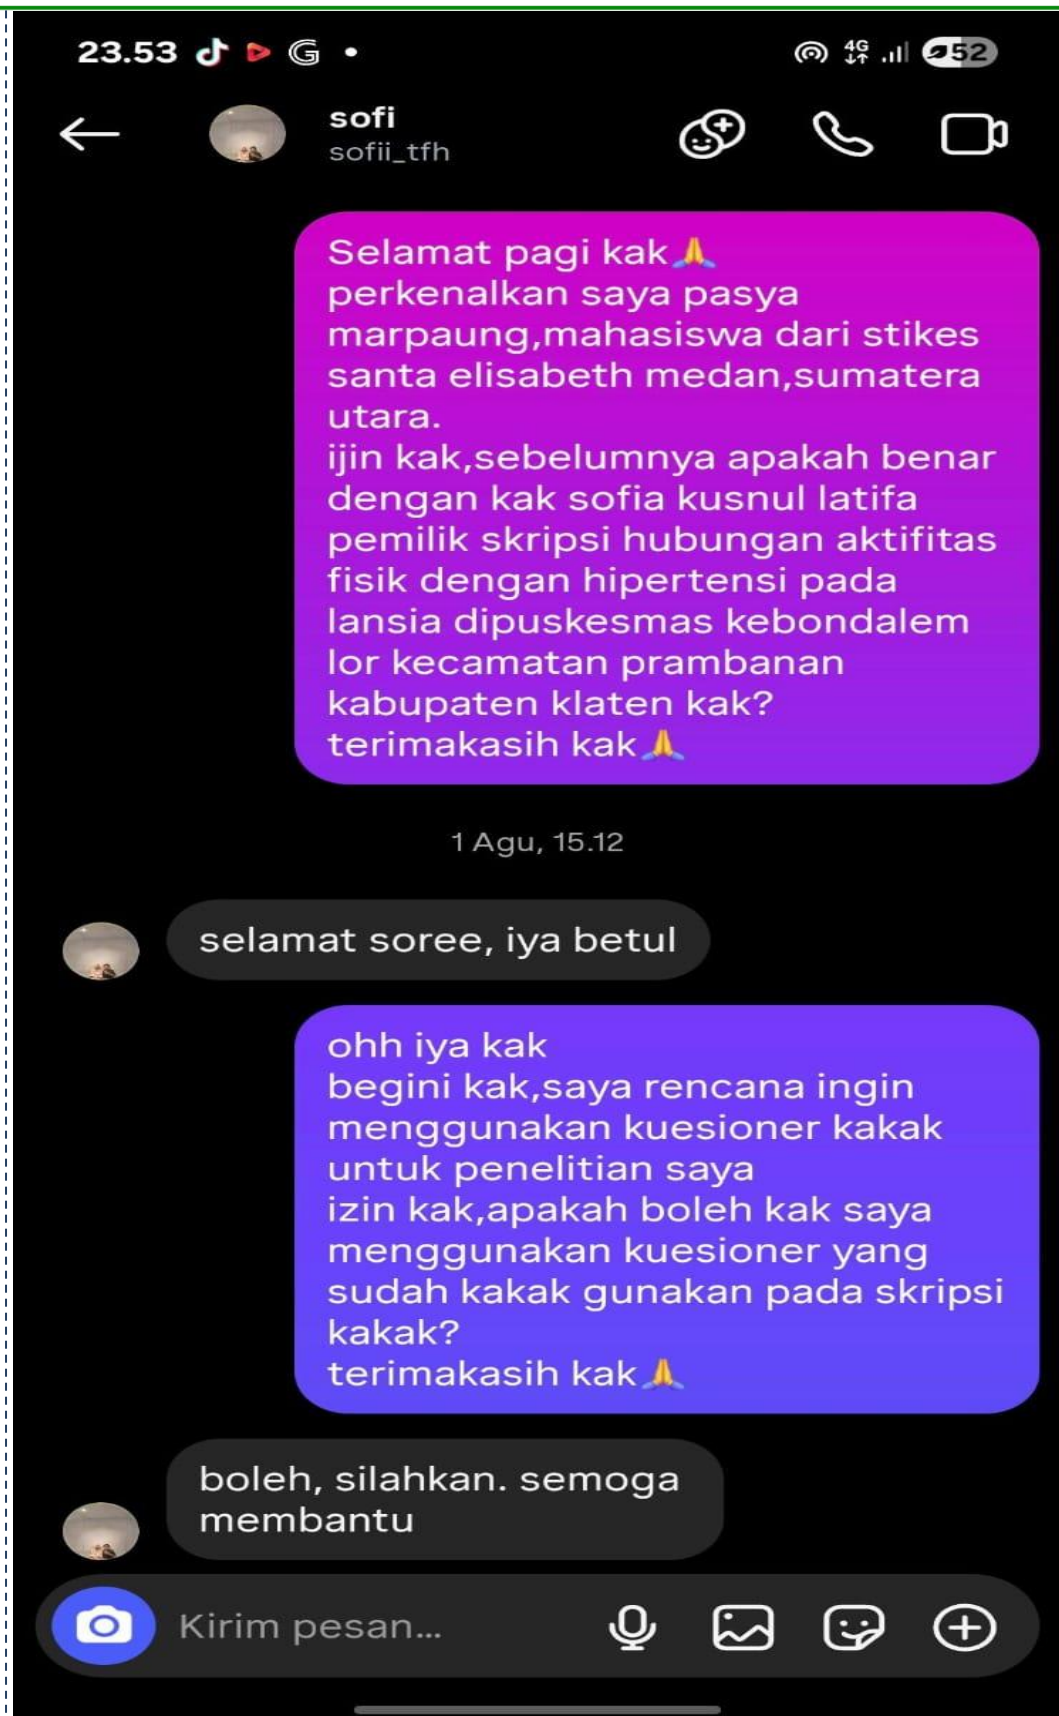 23.53 G
4G 52
sofi
sofii_tfh
Selamat pagi kak🙏
perkenalkan saya pasya
marpaung,mahasiswa dari stikes
santa elisabeth medan,sumatera
utara.
ijin kak,sebelumnya apakah benar
dengan kak sofia kusnul latifa
pemilik skripsi hubungan aktifitas
fisik dengan hipertensi pada
lansia dipuskesmas kebondalem
lor kecamatan prambanan
kabupaten klaten kak?
terimakasih kak🙏
1 Agu, 15.12
selamat soree, iya betul
ohh iya kak
begini kak,saya rencana ingin
menggunakan kuesioner kakak
untuk penelitian saya
izin kak,apakah boleh kak saya
menggunakan kuesioner yang
sudah kakak gunakan pada skripsi
kakak?
terimakasih kak🙏
boleh, silahkan. semoga
membantu
Kirim pesan...